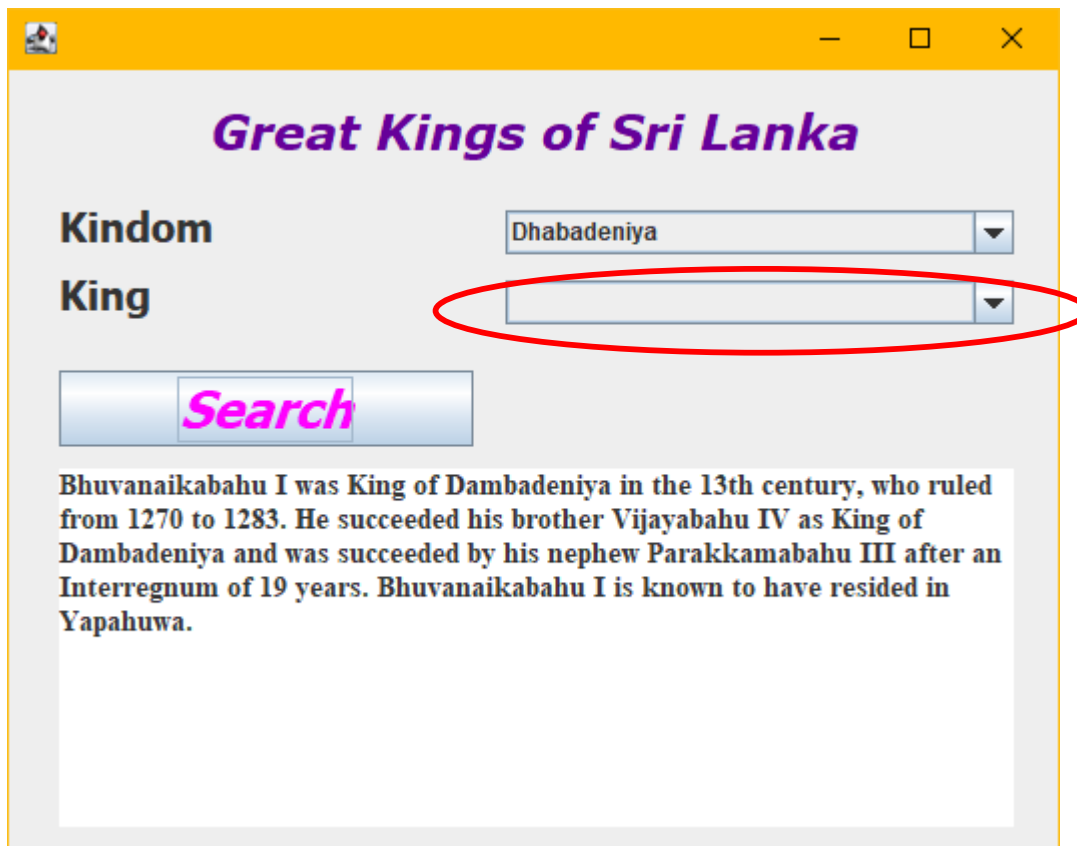 Great Kings of Sri Lanka
Kindom
Dhabadeniya
King
Search
Bhuvanaikabahu I was King of Dambadeniya in the 13th century, who ruled
from 1270 to 1283. He succeeded his brother Vijayabahu IV as King of
Dambadeniya and was succeeded by his nephew Parakkamabahu III after an
Interregnum of 19 years. Bhuvanaikabahu I is known to have resided in
Yapahuwa.